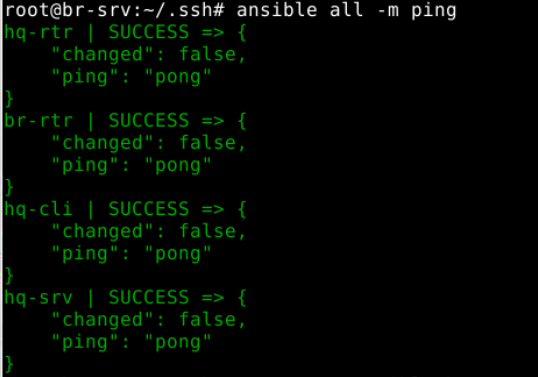 root@br-srv:~/.ssh# ansible all -m ping
hq-rtr | SUCCESS => {
    "changed": false,
    "ping": "pong"
}
br-rtr | SUCCESS => {
    "changed": false,
    "ping": "pong"
}
hq-cli | SUCCESS => {
    "changed": false,
    "ping": "pong"
}
hq-srv | SUCCESS => {
    "changed": false,
    "ping": "pong"
}